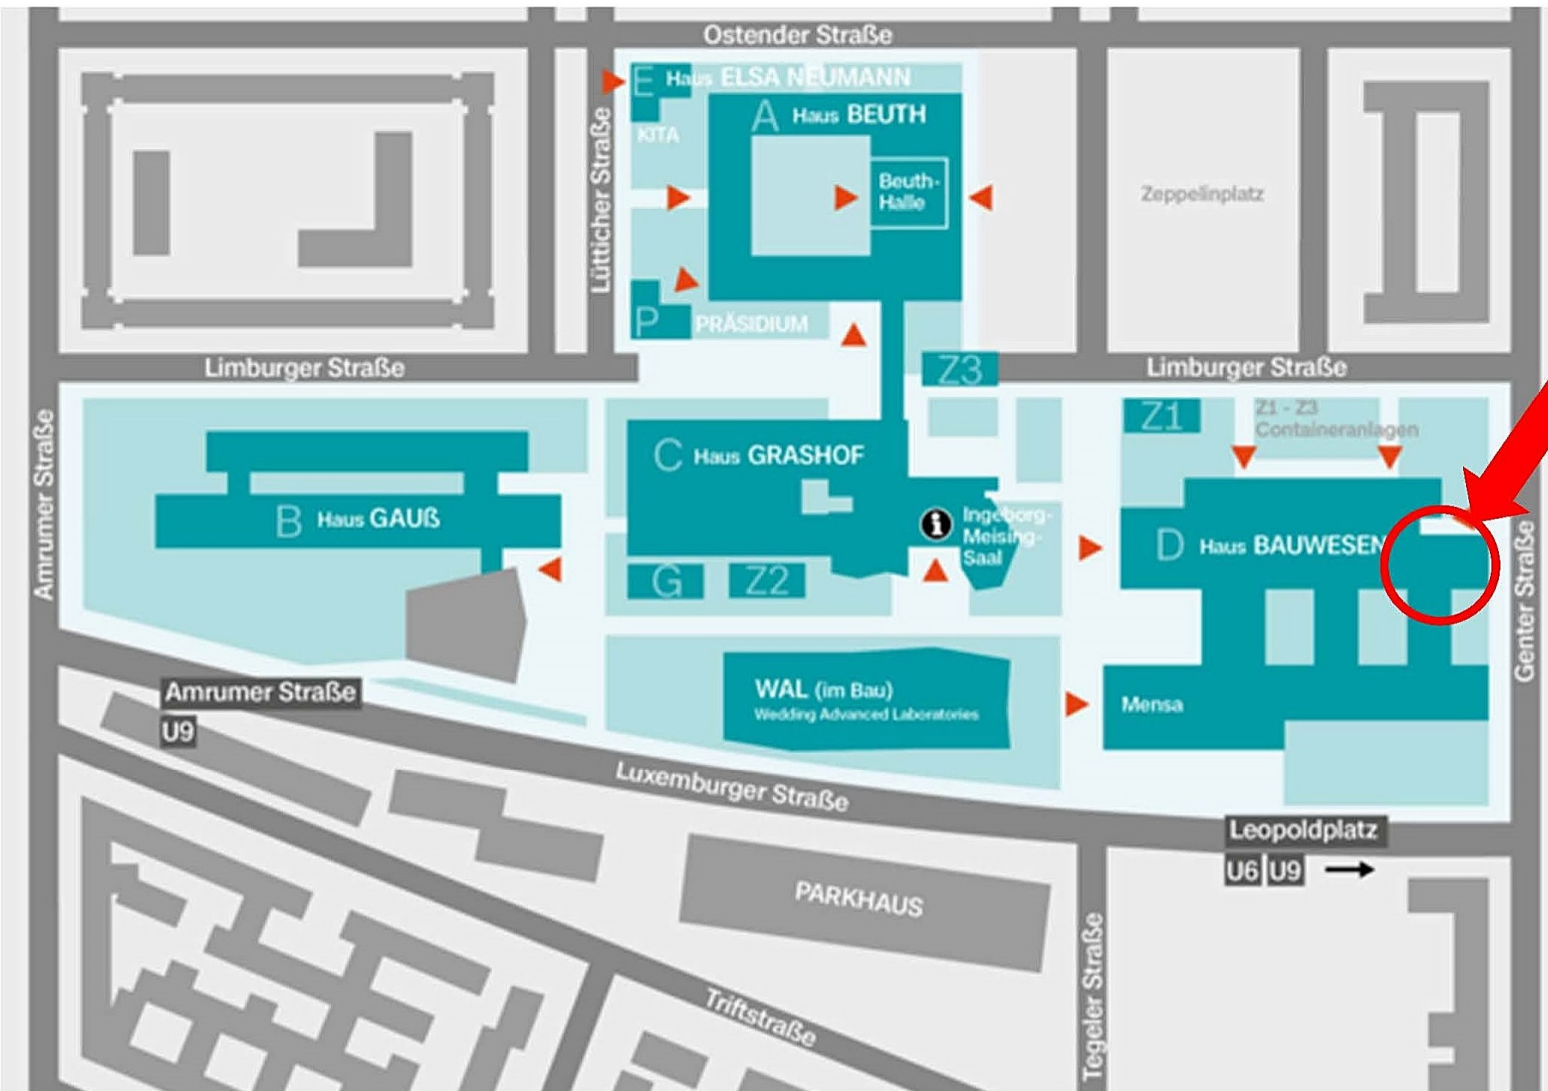 Ostender Straße
E Haus ELSA NEUMANN
A Haus BEUTH
KITA
Lütticher Straße
Beuth-
Halle
Zeppelinplatz
P PRÄSIDIUM
Limburger Straße
Z3
Limburger Straße
Amrumer Straße
Z1
Z1 - Z3
Containeranlagen
C Haus GRASHOF
B Haus GAUß
i
Ingeborg-
Meising-
Saal
D Haus BAUWESEN
Genter Straße
G
Z2
Amrumer Straße
U9
WAL (im Bau)
Wedding Advanced Laboratories
Mensa
Luxemburger Straße
Leopoldplatz
U6 U9
PARKHAUS
Triftstraße
Tegeler Straße